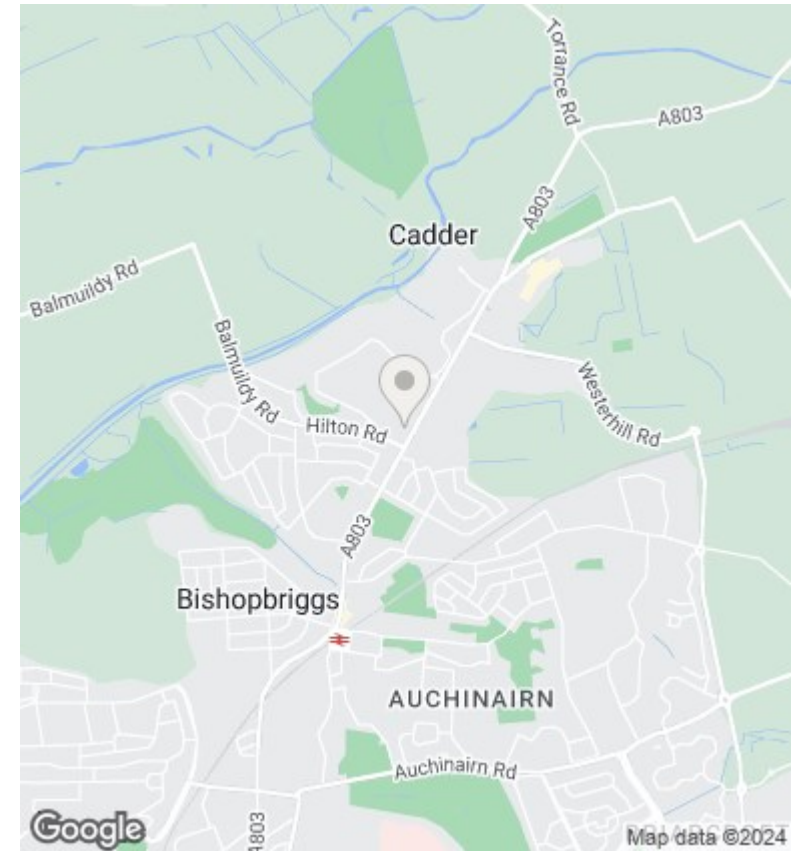 Torrance Rd
A803
A803
Cadder
Balmuildy Rd
Balmuildy Rd
Westerhill Rd
Hilton Rd
A803
Bishopbriggs
AUCHINAIRN
Auchinairn Rd
A803
Google
Map data ©2024